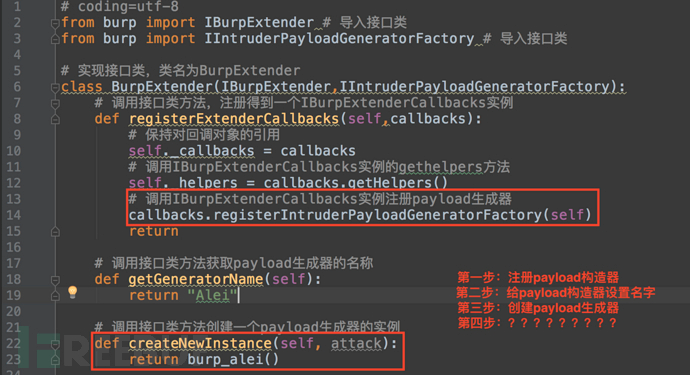 # coding=utf-8
from burp import IBurpExtender # 导入接口类
from burp import IIntruderPayloadGeneratorFactory # 导入接口类
# 实现接口类，类名为BurpExtender
class BurpExtender(IBurpExtender,IIntruderPayloadGeneratorFactory):
# 调用接口类方法，注册得到一个IBurpExtenderCallbacks实例
def registerExtenderCallbacks(self,callbacks):
# 保持对回调对象的引用
self._callbacks = callbacks
# 调用IBurpExtenderCallbacks实例的gethelpers方法
self._helpers = callbacks.getHelpers()
# 调用IBurpExtenderCallbacks实例注册payload生成器
callbacks.registerIntruderPayloadGeneratorFactory(self)
return
# 调用接口类方法获取payload生成器的名称
def getGeneratorName(self):
return "Alei"
# 调用接口类方法创建一个payload生成器的实例
def createNewInstance(self, attack):
return burp_alei()
第一步：注册payload构造器
第二步：给payload构造器设置名字
第三步：创建payload生成器
第四步：？？？？？？？？？
1
2
3
4
5
6
7
8
9
10
11
12
13
14
15
16
17
18
19
20
21
22
23